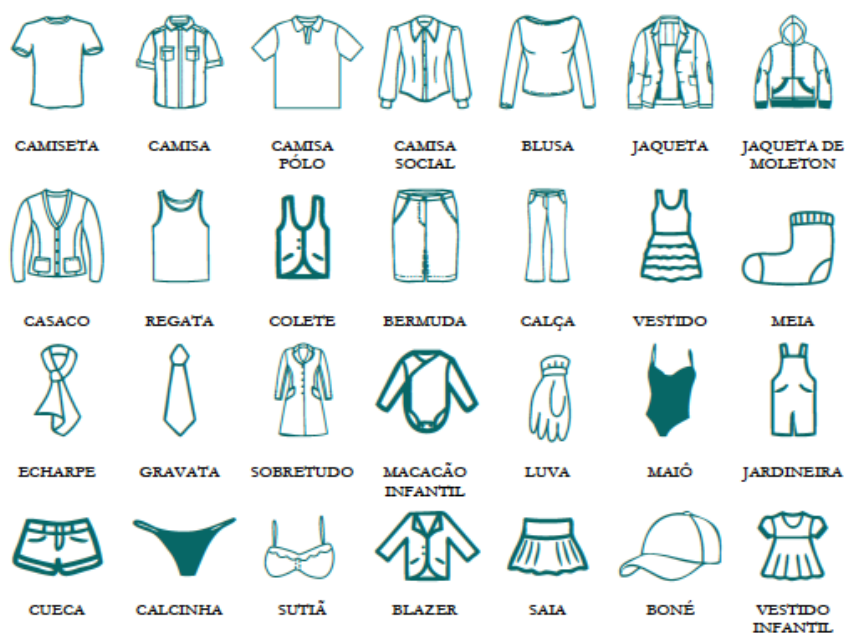 CAMISETA
CAMISA
CAMISA
PÓLO
CAMISA
SOCIAL
BLUSA
JAQUETA
JAQUETA DE
MOLETON
CASACO
REGATA
COLETE
BERMUDA
CALÇA
VESTIDO
MEIA
ECHARPE
GRAVATA
SOBRETUDO
MACACÃO
INFANTIL
LUVA
MAIÔ
JARDINEIRA
CUECA
CALCINHA
SUTIÃ
BLAZER
SAIA
BONÉ
VESTIDO
INFANTIL